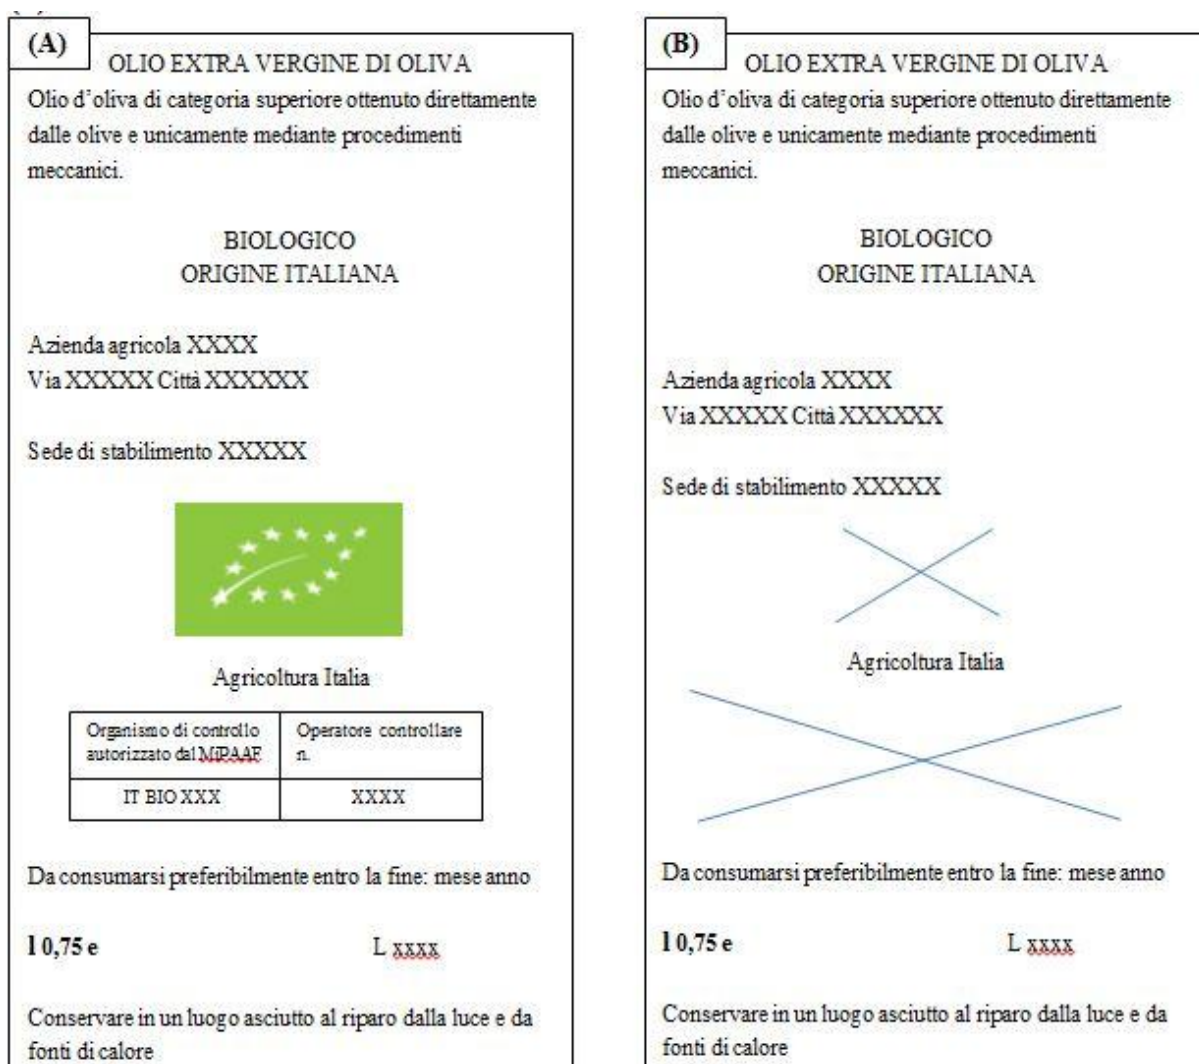 (A)
OLIO EXTRA VERGINE DI OLIVA
Olio d'oliva di categoria superiore ottenuto direttamente
dalle olive e unicamente mediante procedimenti
meccanici.
BIOLOGICO
ORIGINE ITALIANA
Azienda agricola XXXX
Via XXXXX Città XXXXXX
Sede di stabilimento XXXXX
Agricoltura Italia
Organismo di controllo
autorizzato dal MiPAAF
Operatore controllare
n.
IT BIO XXX
XXXX
Da consumarsi preferibilmente entro la fine: mese anno
l 0,75 e
L xxxx
Conservare in un luogo asciutto al riparo dalla luce e da
fonti di calore
(B)
OLIO EXTRA VERGINE DI OLIVA
Olio d'oliva di categoria superiore ottenuto direttamente
dalle olive e unicamente mediante procedimenti
meccanici.
BIOLOGICO
ORIGINE ITALIANA
Azienda agricola XXXX
Via XXXXX Città XXXXXX
Sede di stabilimento XXXXX
Agricoltura Italia
Da consumarsi preferibilmente entro la fine: mese anno
l 0,75 e
L xxxx
Conservare in un luogo asciutto al riparo dalla luce e da
fonti di calore